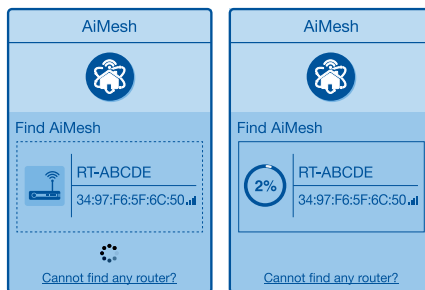 AiMesh
Find AiMesh
RT-ABCDE
34:97:F6:5F:6C:50
Cannot find any router?
AiMesh
Find AiMesh
2%
RT-ABCDE
34:97:F6:5F:6C:50
Cannot find any router?